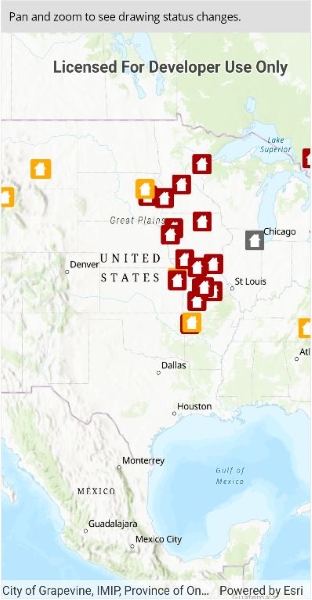 Pan and zoom to see drawing status changes.
Licensed For Developer Use Only
Lake
Superior
Great Plains
Chicago
Denver
UNITED
STATES
St Louis
Atl
Dallas
Houston
Monterrey
Gulf of
Mexico
MÉXICO
Guadalajara
Mexico City
City of Grapevine, IMIP, Province of On... Powered by Esri